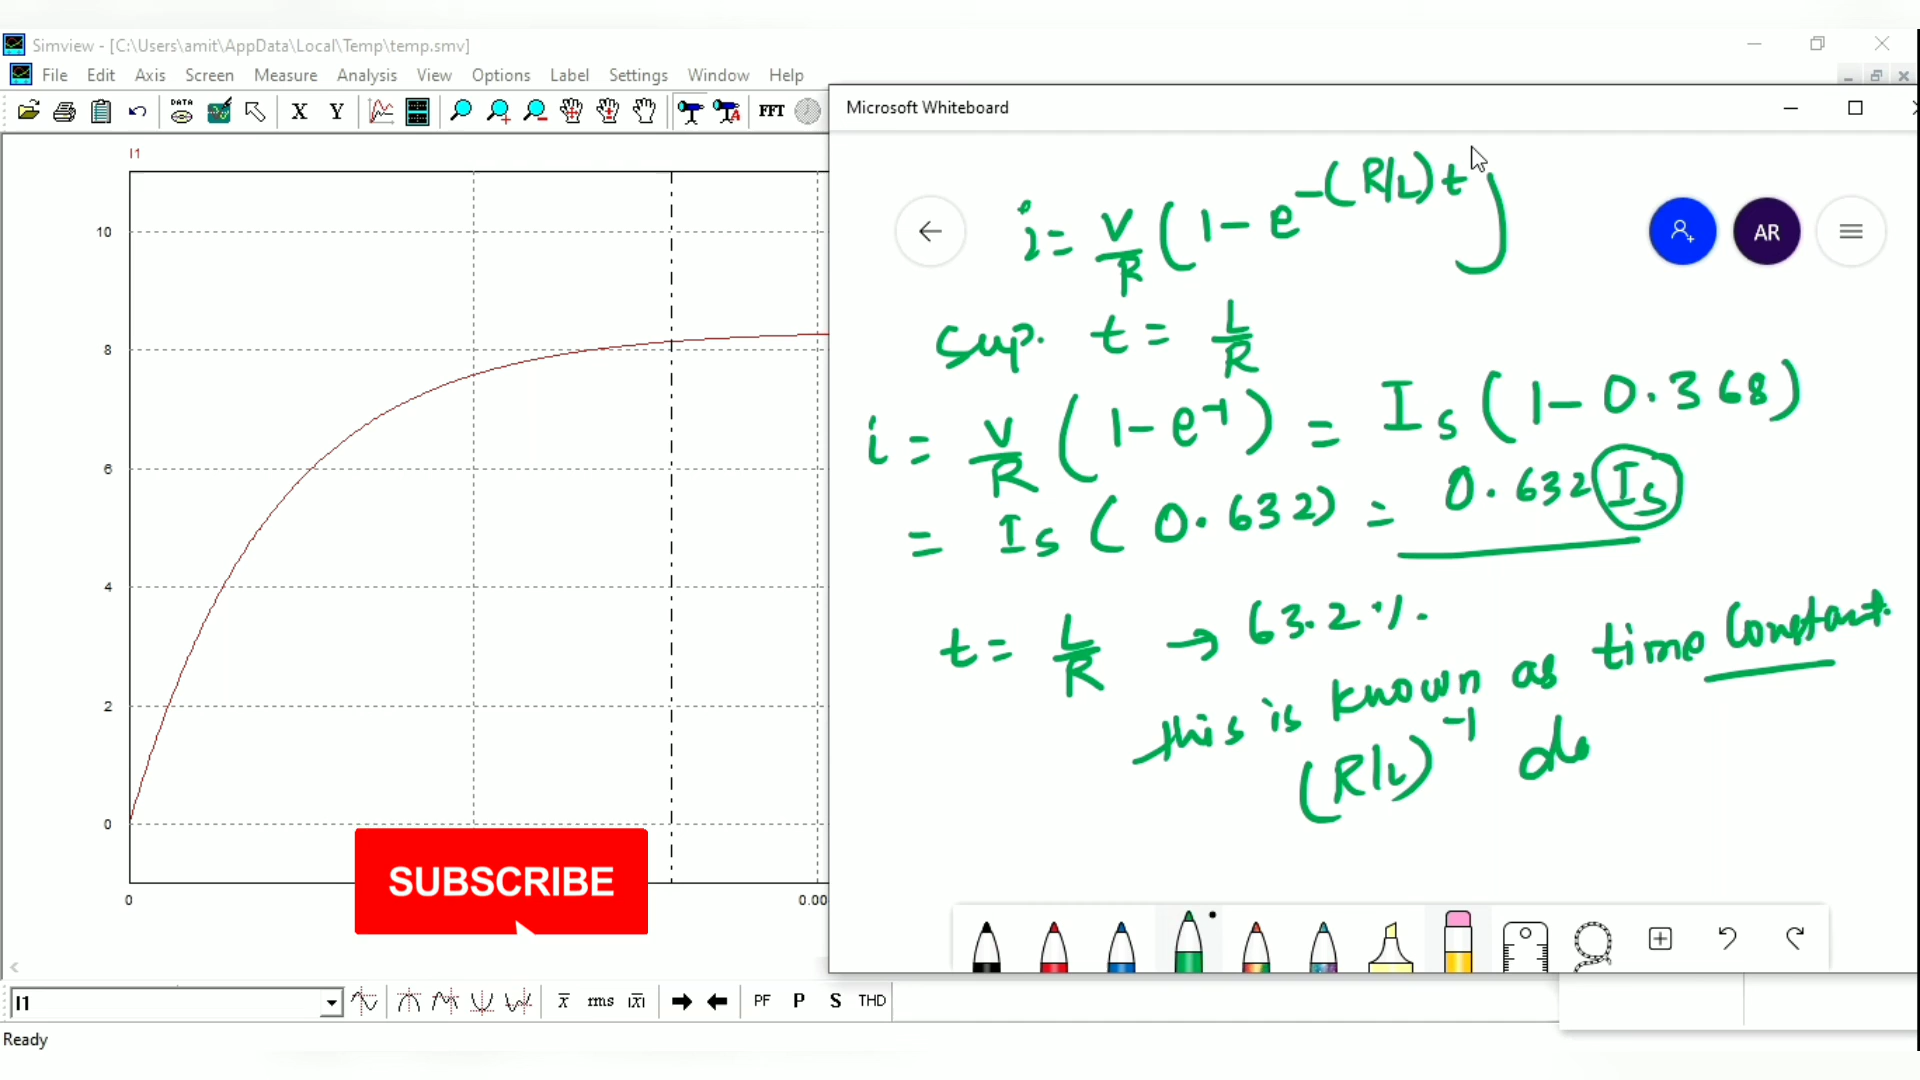 Simview - [C:\Users\amit\AppData\Local\Temp\temp.smv]
File Edit Axis Screen Measure Analysis View Options Label Settings Window Help
DATA X Y FFT
Microsoft Whiteboard
AR
I1
10
8
6
4
2
0
0 0.00
i = V/R (1 - e^-(R/L)t)
Sup. t = L/R
i = V/R (1 - e^-1) = Is (1 - 0.368)
= Is (0.632) = 0.632 Is
t = L/R → 63.2 %.
this is known as time constant.
(R/L)^-1
SUBSCRIBE
I1 x rms |x| PF P S THD
Ready